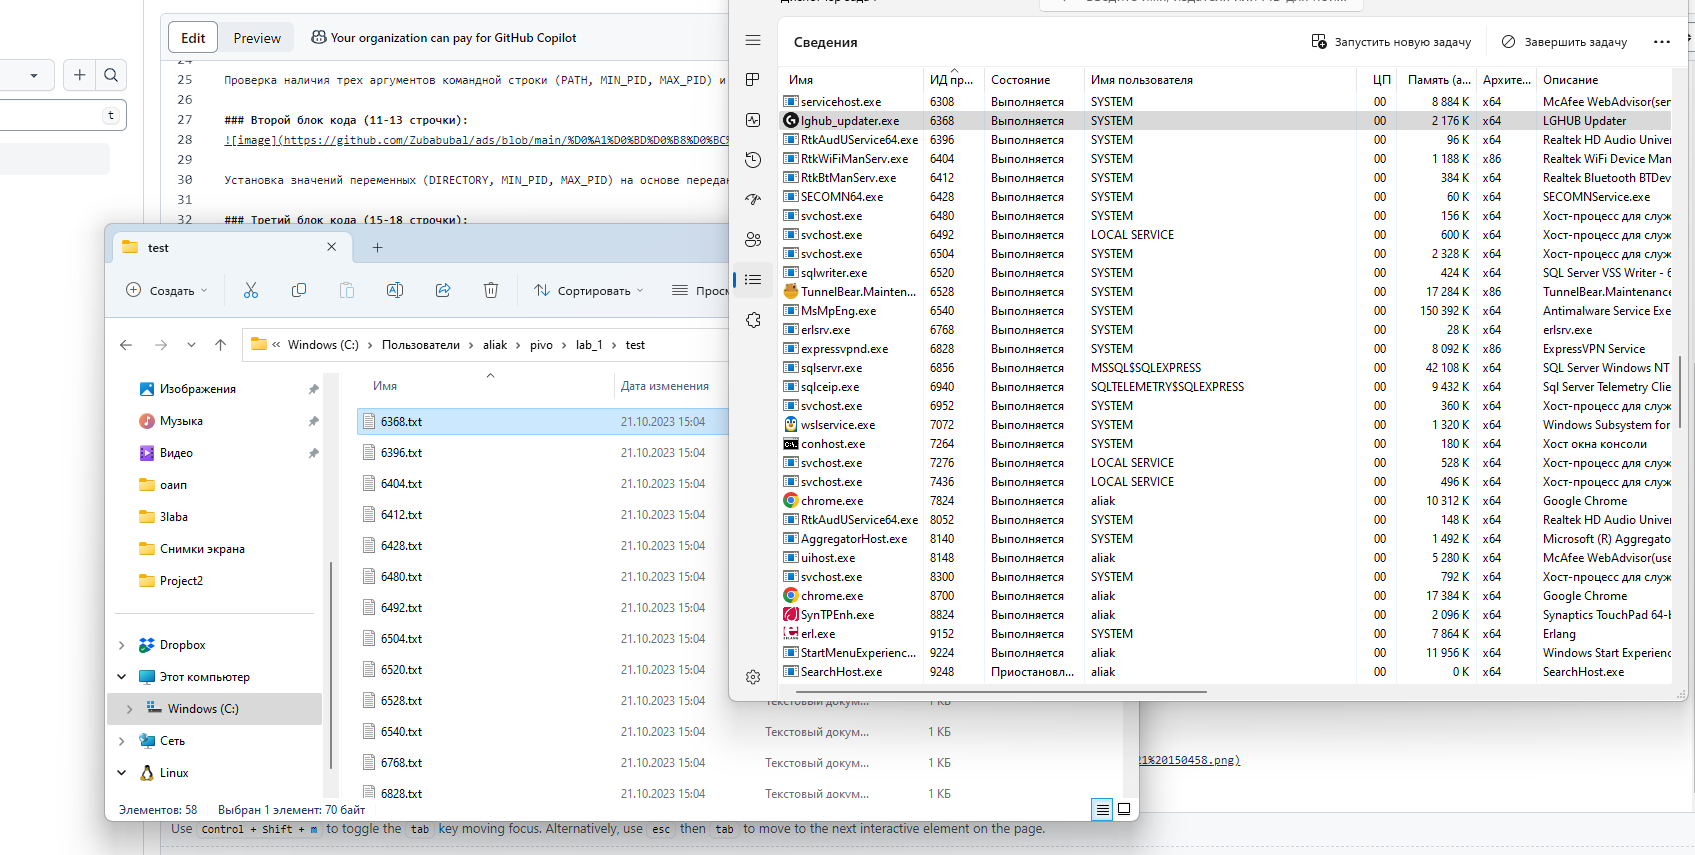 Edit Preview Your organization can pay for GitHub Copilot
t
24
25 Проверка наличия трех аргументов командной строки (PATH, MIN_PID, MAX_PID) и
26
27 ### Второй блок кода (11-13 строчки):
28 ![image](https://github.com/Zubabubal/ads/blob/main/%D0%A1%D0%BD%D0%B8%D0%BC%
29
30 Установка значений переменных (DIRECTORY, MIN_PID, MAX_PID) на основе передан
31
32 ### Третий блок кода (15-18 строчки):
21%20150458.png)
Use Control + Shift + m to toggle the tab key moving focus. Alternatively, use esc then tab to move to the next interactive element on the page.
test
Создать
Сортировать
Просм
« Windows (C:) › Пользователи › aliak › pivo › lab_1 › test
Изображения
Музыка
Видео
оаип
3laba
Снимки экрана
Project2
Dropbox
Этот компьютер
Windows (C:)
Сеть
Linux
Имя Дата изменения
6368.txt 21.10.2023 15:04
6396.txt 21.10.2023 15:04
6404.txt 21.10.2023 15:04
6412.txt 21.10.2023 15:04
6428.txt 21.10.2023 15:04
6480.txt 21.10.2023 15:04
6492.txt 21.10.2023 15:04
6504.txt 21.10.2023 15:04
6520.txt 21.10.2023 15:04
6528.txt 21.10.2023 15:04 Текстовый докум... 1 КБ
6540.txt 21.10.2023 15:04 Текстовый докум... 1 КБ
6768.txt 21.10.2023 15:04 Текстовый докум... 1 КБ
6828.txt 21.10.2023 15:04 Текстовый докум... 1 КБ
Элементов: 58 Выбран 1 элемент: 70 байт
Сведения Запустить новую задачу Завершить задачу
Имя ИД пр... Состояние Имя пользователя ЦП Память (а... Архите... Описание
servicehost.exe 6308 Выполняется SYSTEM 00 8 884 K x64 McAfee WebAdvisor(ser
lghub_updater.exe 6368 Выполняется SYSTEM 00 2 176 K x64 LGHUB Updater
RtkAudUService64.exe 6396 Выполняется SYSTEM 00 96 K x64 Realtek HD Audio Univer
RtkWiFiManServ.exe 6404 Выполняется SYSTEM 00 1 188 K x86 Realtek WiFi Device Man
RtkBtManServ.exe 6412 Выполняется SYSTEM 00 384 K x64 Realtek Bluetooth BTDev
SECOMN64.exe 6428 Выполняется SYSTEM 00 60 K x64 SECOMNService.exe
svchost.exe 6480 Выполняется SYSTEM 00 156 K x64 Хост-процесс для служ
svchost.exe 6492 Выполняется LOCAL SERVICE 00 600 K x64 Хост-процесс для служ
svchost.exe 6504 Выполняется SYSTEM 00 2 328 K x64 Хост-процесс для служ
sqlwriter.exe 6520 Выполняется SYSTEM 00 424 K x64 SQL Server VSS Writer - 6
TunnelBear.Mainten... 6528 Выполняется SYSTEM 00 17 284 K x86 TunnelBear.Maintenance
MsMpEng.exe 6540 Выполняется SYSTEM 00 150 392 K x64 Antimalware Service Exe
erlsrv.exe 6768 Выполняется SYSTEM 00 28 K x64 erlsrv.exe
expressvpnd.exe 6828 Выполняется SYSTEM 00 8 092 K x86 ExpressVPN Service
sqlservr.exe 6856 Выполняется MSSQL$SQLEXPRESS 00 42 108 K x64 SQL Server Windows NT
sqlceip.exe 6940 Выполняется SQLTELEMETRY$SQLEXPRESS 00 9 432 K x64 Sql Server Telemetry Clie
svchost.exe 6952 Выполняется SYSTEM 00 360 K x64 Хост-процесс для служ
wslservice.exe 7072 Выполняется SYSTEM 00 1 320 K x64 Windows Subsystem for
conhost.exe 7264 Выполняется SYSTEM 00 180 K x64 Хост окна консоли
svchost.exe 7276 Выполняется LOCAL SERVICE 00 528 K x64 Хост-процесс для служ
svchost.exe 7436 Выполняется LOCAL SERVICE 00 496 K x64 Хост-процесс для служ
chrome.exe 7824 Выполняется aliak 00 10 312 K x64 Google Chrome
RtkAudUService64.exe 8052 Выполняется SYSTEM 00 148 K x64 Realtek HD Audio Univer
AggregatorHost.exe 8140 Выполняется SYSTEM 00 1 492 K x64 Microsoft (R) Aggregato
uihost.exe 8148 Выполняется aliak 00 5 280 K x64 McAfee WebAdvisor(use
svchost.exe 8300 Выполняется SYSTEM 00 792 K x64 Хост-процесс для служ
chrome.exe 8700 Выполняется aliak 00 17 384 K x64 Google Chrome
SynTPEnh.exe 8824 Выполняется aliak 00 2 096 K x64 Synaptics TouchPad 64-b
erl.exe 9152 Выполняется SYSTEM 00 7 864 K x64 Erlang
StartMenuExperienc... 9224 Выполняется aliak 00 11 956 K x64 Windows Start Experienc
SearchHost.exe 9248 Приостановл... aliak 00 0 K x64 SearchHost.exe